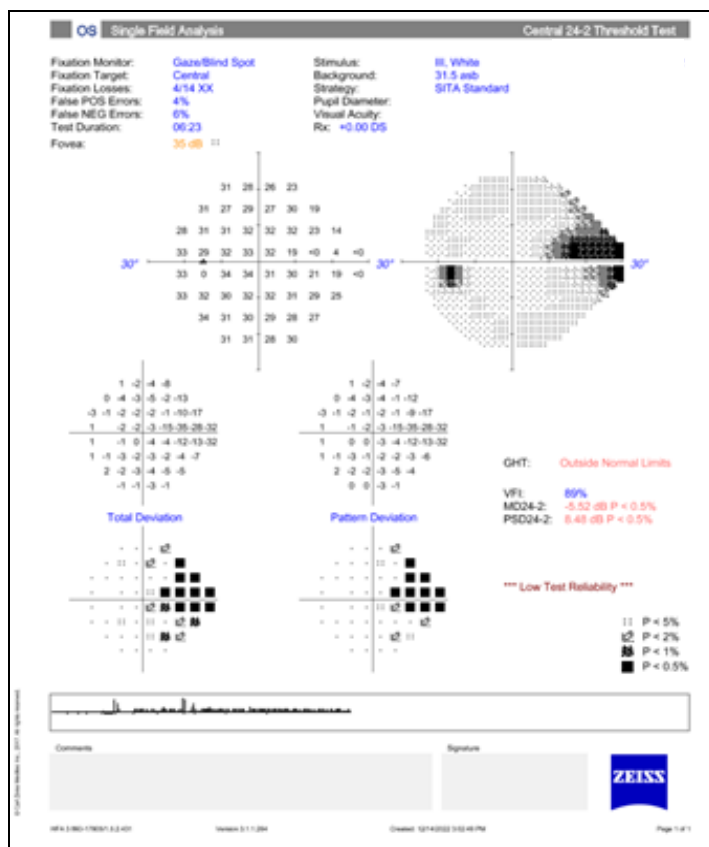 OS Single Field Analysis Central 24-2 Threshold Test
Fixation Monitor: Gaze/Blind Spot Stimulus: III, White
Fixation Target: Central Background: 31.5 asb
Fixation Losses: 4/14 XX Strategy: SITA Standard
False POS Errors: 4% Pupil Diameter:
False NEG Errors: 6% Visual Acuity:
Test Duration: 06:23 Rx: +0.00 DS
Fovea: 35 dB
31 28 26 23
31 27 29 27 30 19
28 31 31 32 32 32 23 14
33 29 32 33 32 19 <0 4 <0
30° 30° 30°
33 0 34 34 31 30 21 19 <0
33 32 30 32 32 31 29 25
34 31 30 29 28 27
31 31 28 30
1 -2 -4 -8 1 -2 -4 -7
0 -4 -3 -5 -2 -13 0 -4 -3 -4 -1 -12
-3 -1 -2 -2 -2 -1 -10 -17 -3 -1 -2 -1 -2 -1 -9 -17
1 -2 -2 -3 -15 -35 -28 -32 1 -1 -2 -3 -15 -35 -28 -32
1 -1 0 -4 -4 -12 -13 -32 1 0 0 -3 -4 -12 -13 -32
1 -1 -3 -2 -3 -2 -4 -7 1 -1 -3 -1 -2 -2 -3 -6
2 -2 -2 -3 -4 -5 -5 2 -2 -2 -2 -3 -5 -4
-1 -1 -3 -1 0 0 -3 -1
GHT: Outside Normal Limits
VFI: 89%
MD24-2: -5.52 dB P < 0.5%
PSD24-2: 8.48 dB P < 0.5%
Total Deviation Pattern Deviation
*** Low Test Reliability ***
P < 5%
P < 2%
P < 1%
P < 0.5%
Comments Signature
ZEISS
Version 3.1.1.284 Created: 12/14/2022 3:02:48 PM Page 1 of 1